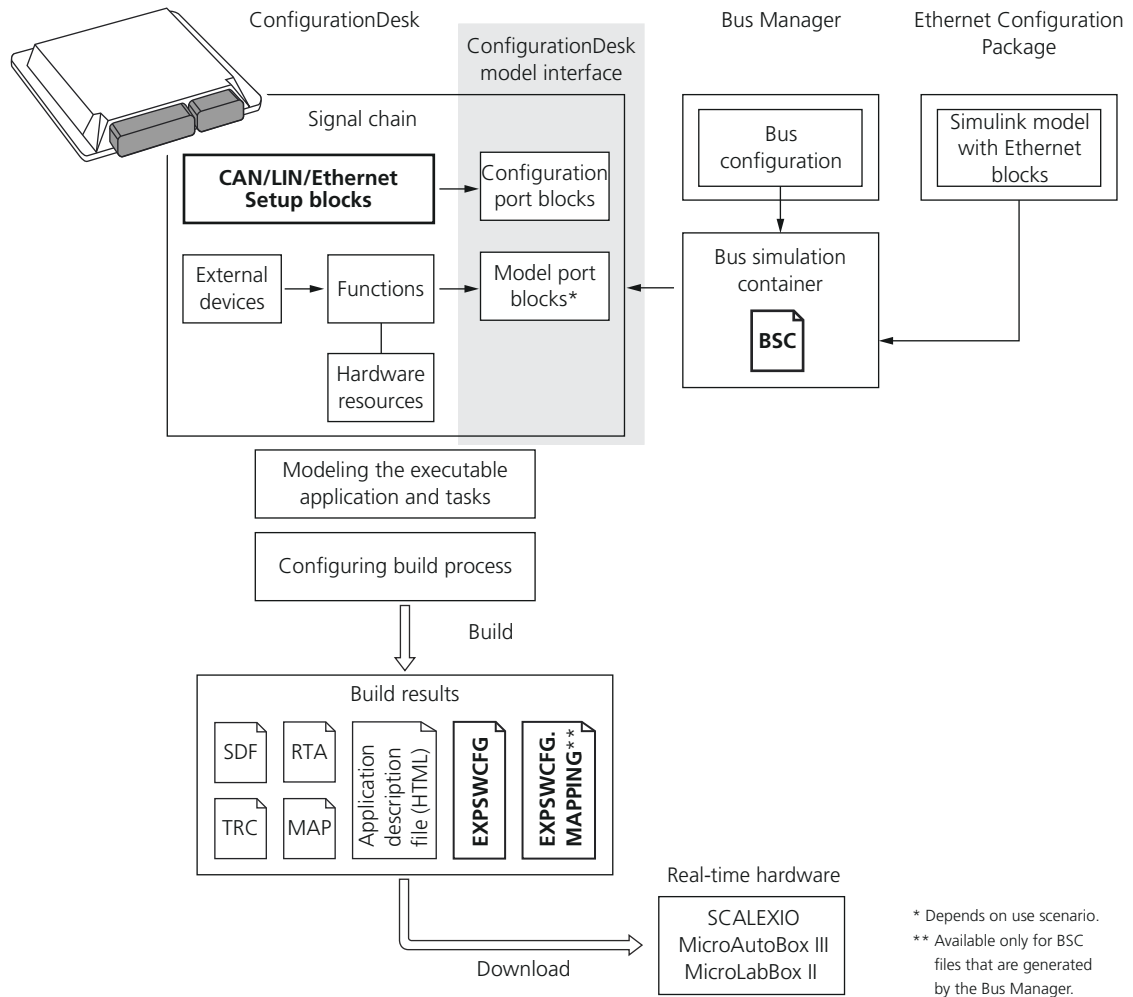 ConfigurationDesk
Bus Manager
Ethernet Configuration
Package
ConfigurationDesk
model interface
Signal chain
CAN/LIN/Ethernet
Setup blocks
Configuration
port blocks
External
devices
Functions
Model port
blocks*
Hardware
resources
Bus
configuration
Simulink model
with Ethernet
blocks
Bus simulation
container
BSC
Modeling the executable
application and tasks
Configuring build process
Build
Build results
SDF
RTA
TRC
MAP
Application
description
file (HTML)
EXPSWCFG
EXPSWCFG.
MAPPING**
Download
Real-time hardware
SCALEXIO
MicroAutoBox III
MicroLabBox II
* Depends on use scenario.
** Available only for BSC
files that are generated
by the Bus Manager.